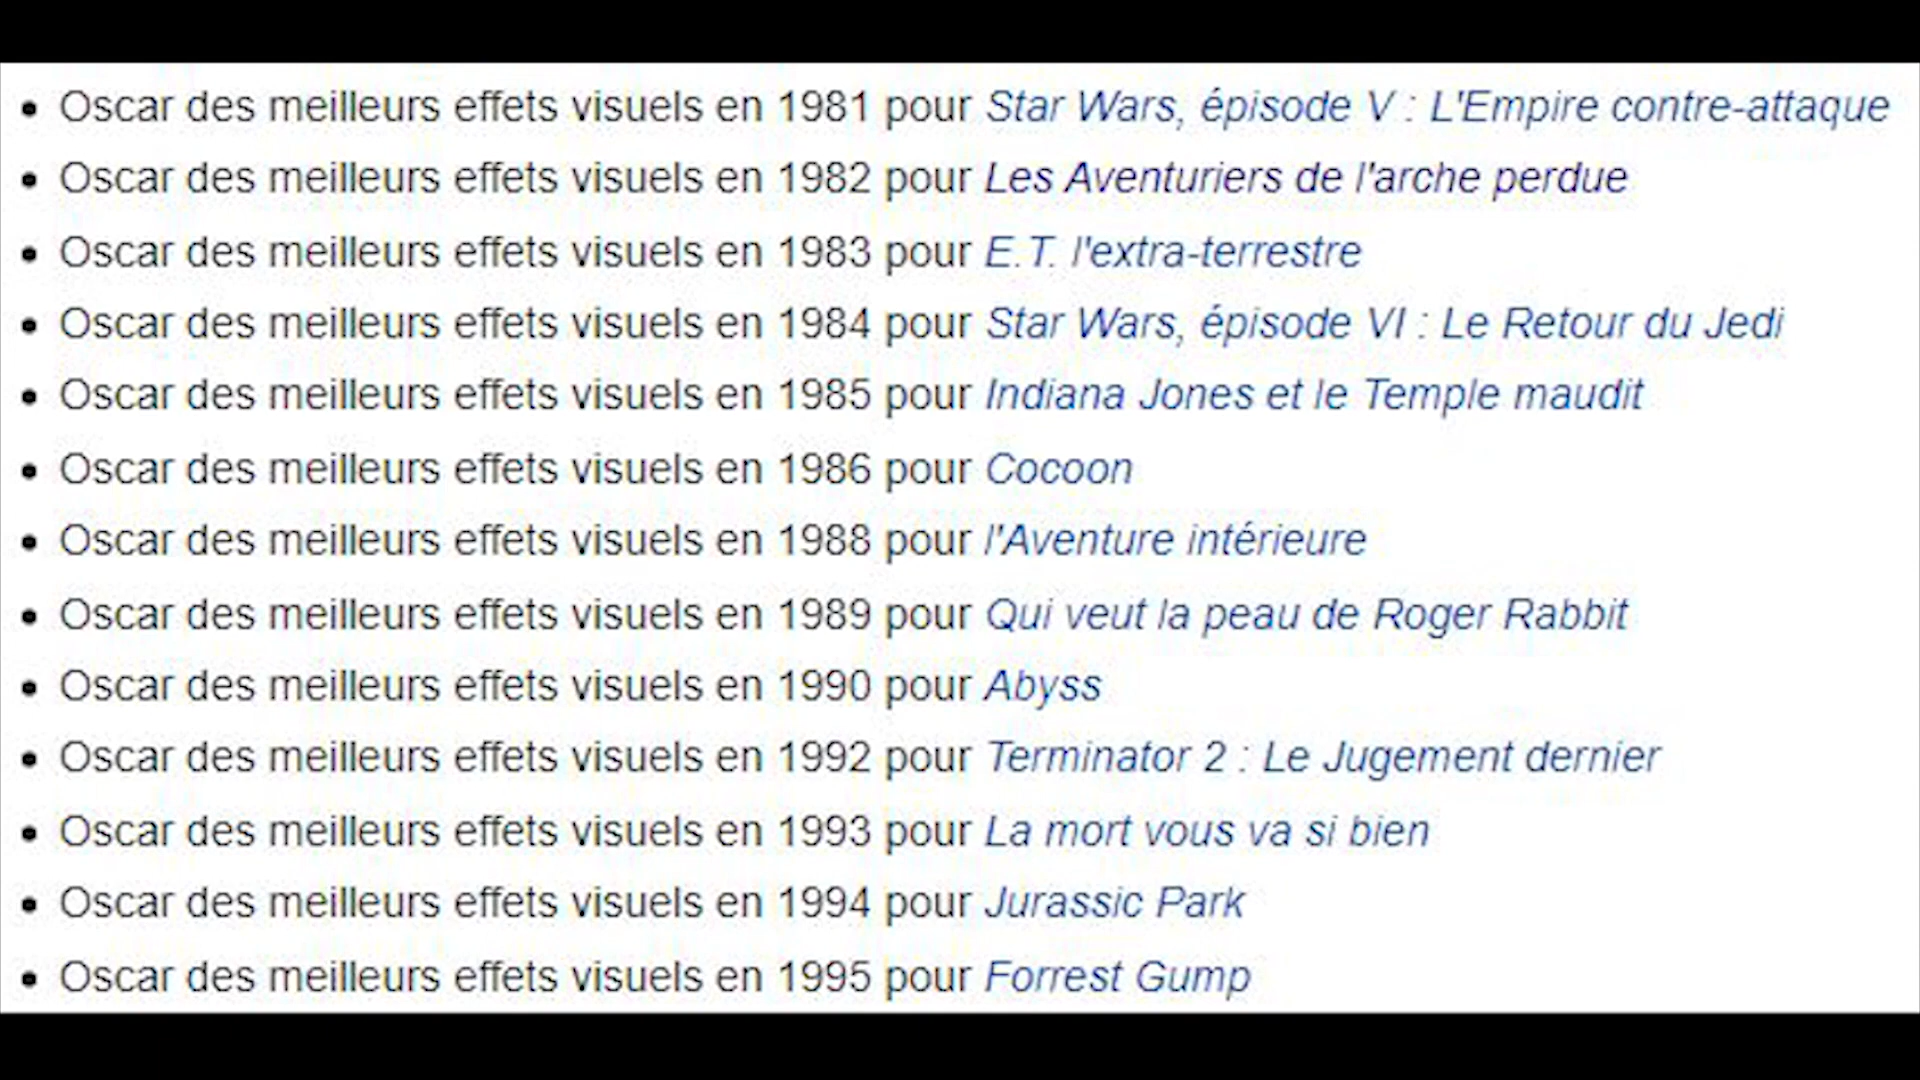 • Oscar des meilleurs effets visuels en 1981 pour Star Wars, épisode V : L'Empire contre-attaque
• Oscar des meilleurs effets visuels en 1982 pour Les Aventuriers de l'arche perdue
• Oscar des meilleurs effets visuels en 1983 pour E.T. l'extra-terrestre
• Oscar des meilleurs effets visuels en 1984 pour Star Wars, épisode VI : Le Retour du Jedi
• Oscar des meilleurs effets visuels en 1985 pour Indiana Jones et le Temple maudit
• Oscar des meilleurs effets visuels en 1986 pour Cocoon
• Oscar des meilleurs effets visuels en 1988 pour l'Aventure intérieure
• Oscar des meilleurs effets visuels en 1989 pour Qui veut la peau de Roger Rabbit
• Oscar des meilleurs effets visuels en 1990 pour Abyss
• Oscar des meilleurs effets visuels en 1992 pour Terminator 2 : Le Jugement dernier
• Oscar des meilleurs effets visuels en 1993 pour La mort vous va si bien
• Oscar des meilleurs effets visuels en 1994 pour Jurassic Park
• Oscar des meilleurs effets visuels en 1995 pour Forrest Gump